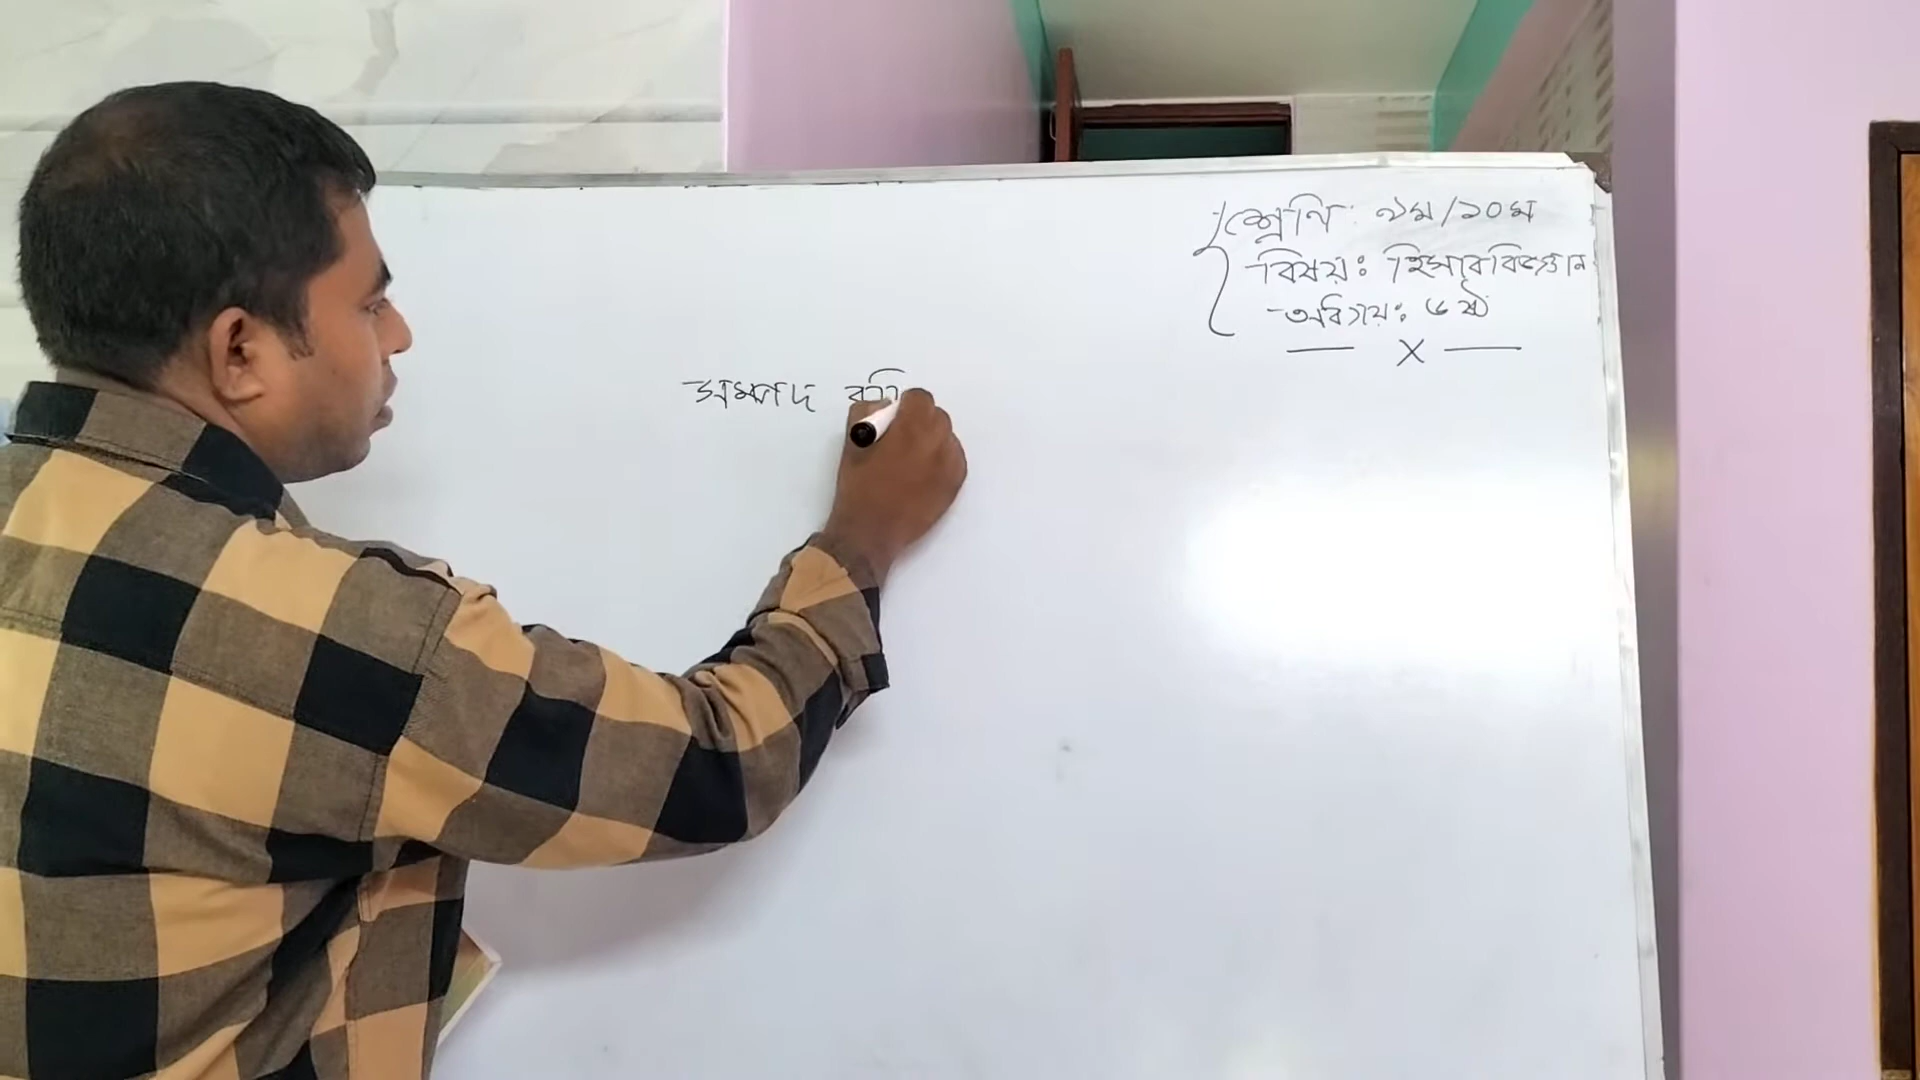 শ্রেণি: ৯ম/১০ম
বিষয়ঃ হিসাববিজ্ঞান
অধ্যায়ঃ ৬ষ্ঠ
— X —
সম্পদ